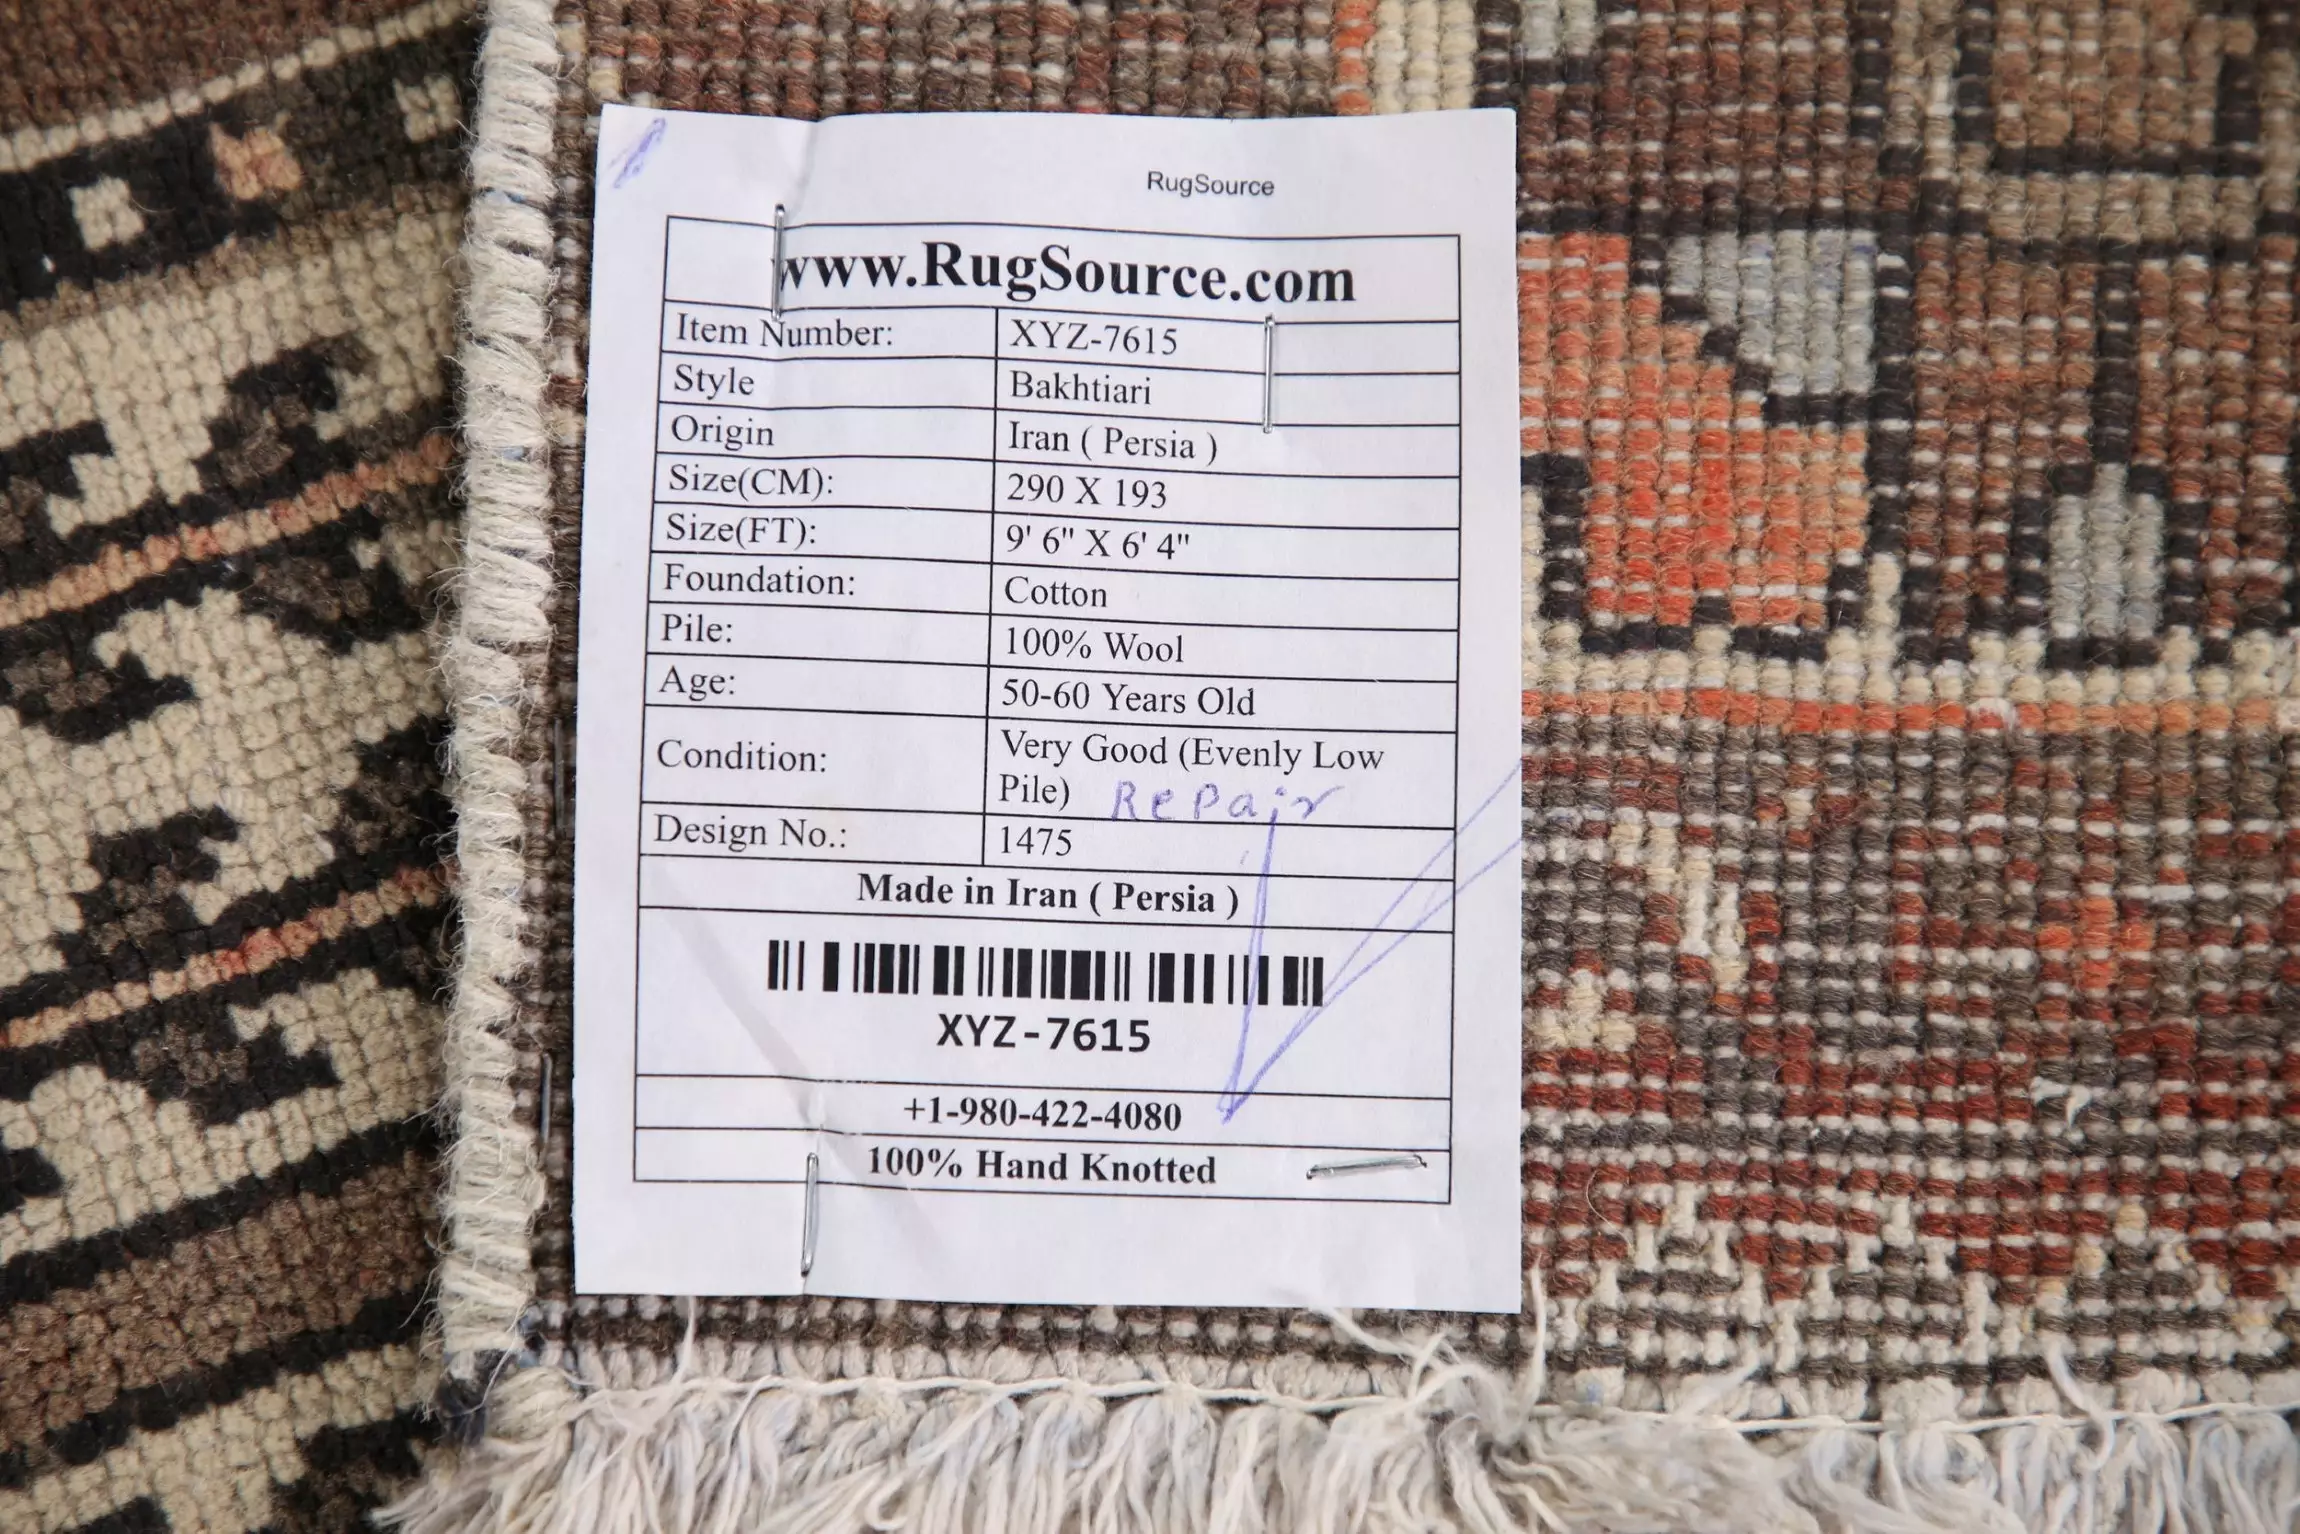 RugSource
www.RugSource.com
Item Number: XYZ-7615
Style Bakhtiari
Origin Iran ( Persia )
Size(CM): 290 X 193
Size(FT): 9' 6" X 6' 4"
Foundation: Cotton
Pile: 100% Wool
Age: 50-60 Years Old
Condition: Very Good (Evenly Low
Pile) Repair
Design No.: 1475
Made in Iran ( Persia )
XYZ-7615
+1-980-422-4080
100% Hand Knotted